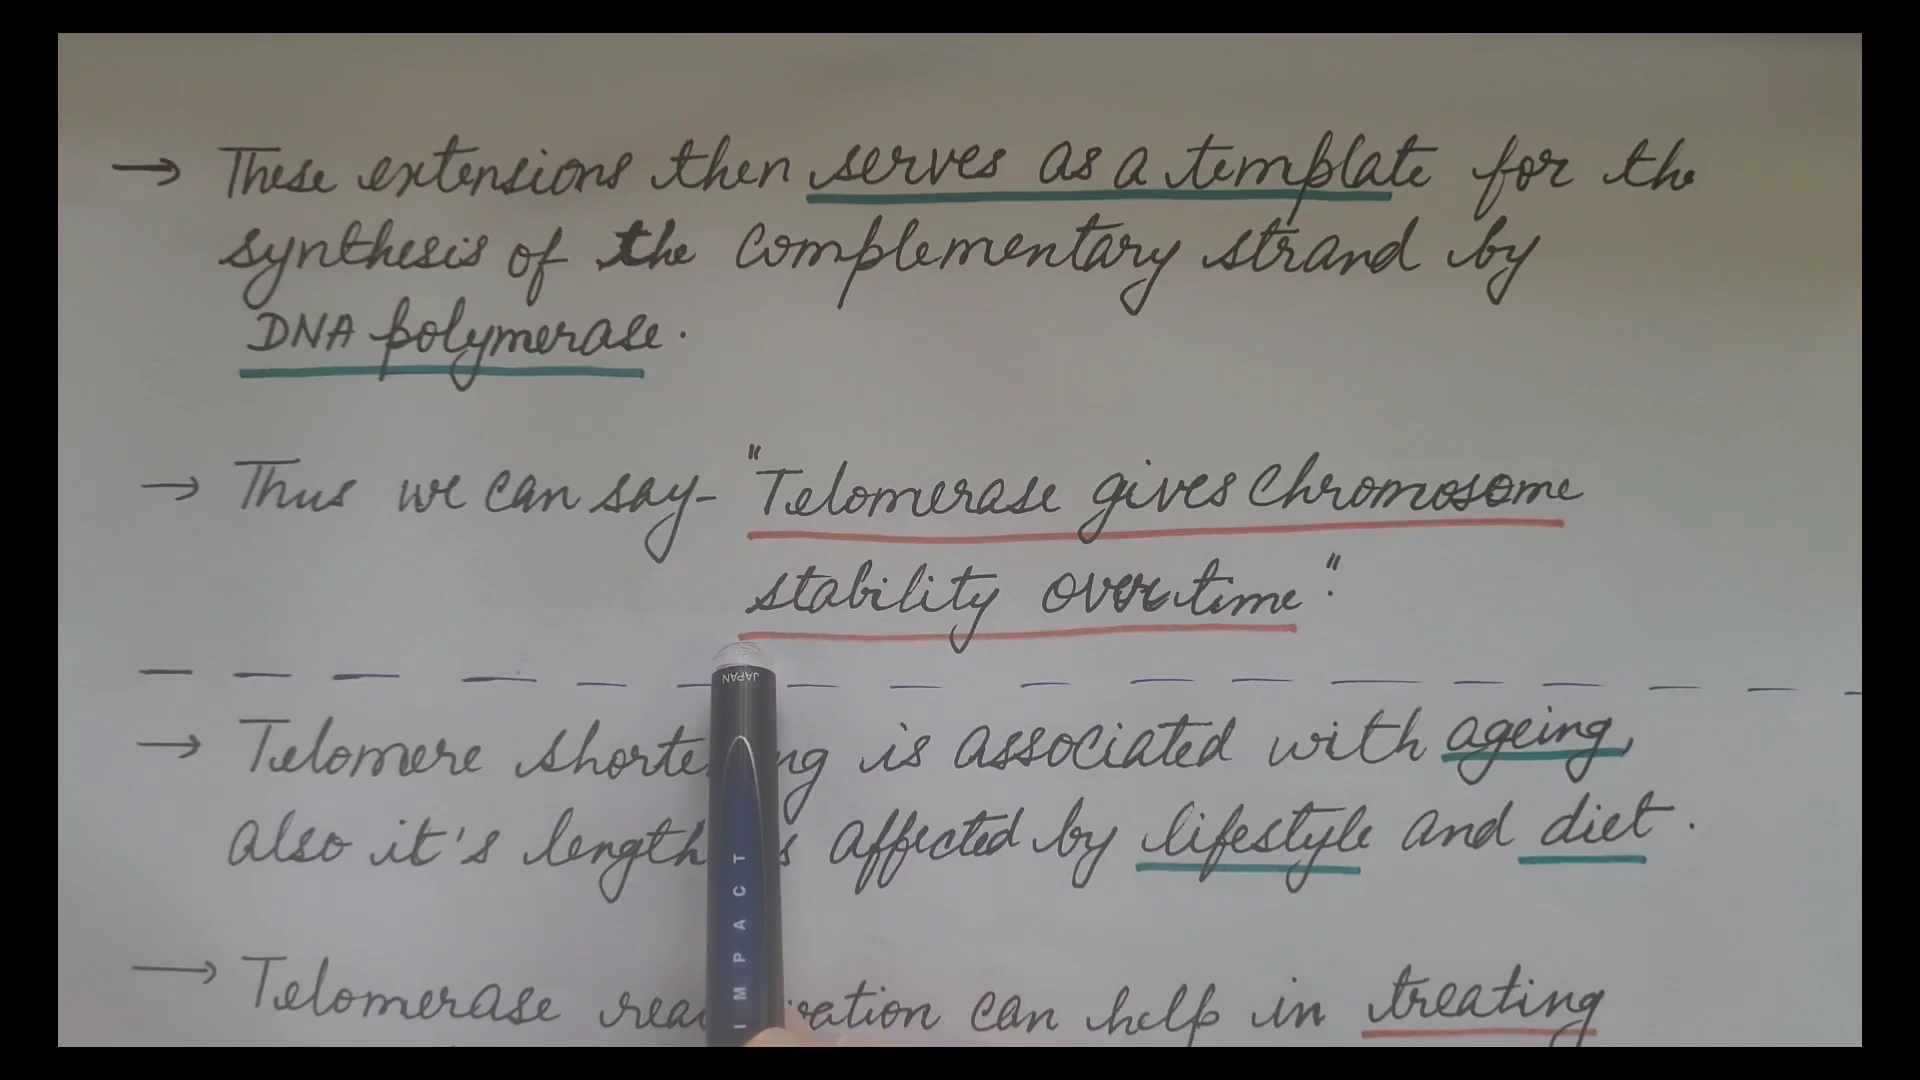 → These extensions then serves as a template for the
synthesis of the complementary strand by
DNA polymerase.
→ Thus we can say- "Telomerase gives chromosome
stability over time".
→ Telomere shorte ng is associated with ageing,
also it's length s affected by lifestyle and diet.
→ Telomerase rea ation can help in treating
JAPAN
IMPACT